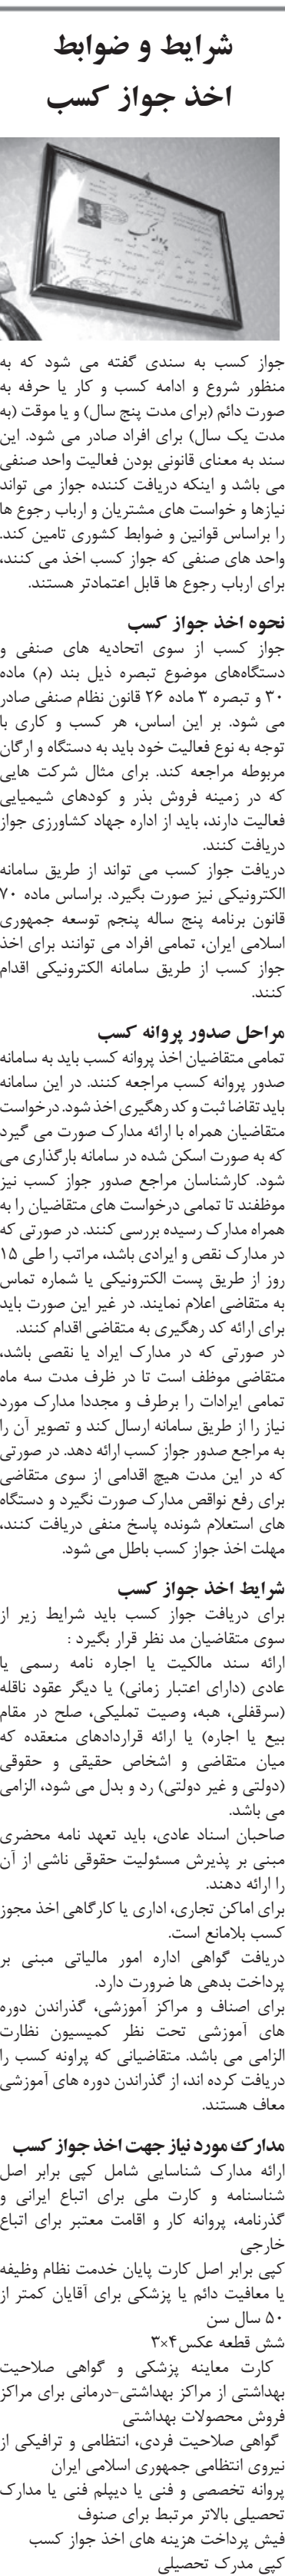 شرایط و ضوابط
اخذ جواز کسب
پروانه کسب
جواز کسب به سندی گفته می شود که به
منظور شروع و ادامه کسب و کار یا حرفه به
صورت دائم (برای مدت پنج سال) و یا موقت (به
مدت یک سال) برای افراد صادر می شود. این
سند به معنای قانونی بودن فعالیت واحد صنفی
می باشد و اینکه دریافت کننده جواز می تواند
نیازها و خواست های مشتریان و ارباب رجوع ها
را براساس قوانین و ضوابط کشوری تامین کند.
واحد های صنفی که جواز کسب اخذ می کنند،
برای ارباب رجوع ها قابل اعتمادتر هستند.
نحوه اخذ جواز کسب
جواز کسب از سوی اتحادیه های صنفی و
دستگاه‌های موضوع تبصره ذیل بند (م) ماده
۳۰ و تبصره ۳ ماده ۲۶ قانون نظام صنفی صادر
می شود. بر این اساس، هر کسب و کاری با
توجه به نوع فعالیت خود باید به دستگاه و ارگان
مربوطه مراجعه کند. برای مثال شرکت هایی
که در زمینه فروش بذر و کودهای شیمیایی
فعالیت دارند، باید از اداره جهاد کشاورزی جواز
دریافت کنند.
دریافت جواز کسب می تواند از طریق سامانه
الکترونیکی نیز صورت بگیرد. براساس ماده ۷۰
قانون برنامه پنج ساله پنجم توسعه جمهوری
اسلامی ایران، تمامی افراد می توانند برای اخذ
جواز کسب از طریق سامانه الکترونیکی اقدام
کنند.
مراحل صدور پروانه کسب
تمامی متقاضیان اخذ پروانه کسب باید به سامانه
صدور پروانه کسب مراجعه کنند. در این سامانه
باید تقاضا ثبت و کد رهگیری اخذ شود. درخواست
متقاضیان همراه با ارائه مدارک صورت می گیرد
که به صورت اسکن شده در سامانه بارگذاری می
شود. کارشناسان مراجع صدور جواز کسب نیز
موظفند تا تمامی درخواست های متقاضیان را به
همراه مدارک رسیده بررسی کنند. در صورتی که
در مدارک نقص و ایرادی باشد، مراتب را طی ۱۵
روز از طریق پست الکترونیکی یا شماره تماس
به متقاضی اعلام نمایند. در غیر این صورت باید
برای ارائه کد رهگیری به متقاضی اقدام کنند.
در صورتی که در مدارک ایراد یا نقصی باشد،
متقاضی موظف است تا در ظرف مدت سه ماه
تمامی ایرادات را برطرف و مجددا مدارک مورد
نیاز را از طریق سامانه ارسال کند و تصویر آن را
به مراجع صدور جواز کسب ارائه دهد. در صورتی
که در این مدت هیچ اقدامی از سوی متقاضی
برای رفع نواقص مدارک صورت نگیرد و دستگاه
های استعلام شونده پاسخ منفی دریافت کنند،
مهلت اخذ جواز کسب باطل می شود.
شرایط اخذ جواز کسب
برای دریافت جواز کسب باید شرایط زیر از
سوی متقاضیان مد نظر قرار بگیرد :
ارائه سند مالکیت یا اجاره نامه رسمی یا
عادی (دارای اعتبار زمانی) یا دیگر عقود ناقله
(سرقفلی، هبه، وصیت تملیکی، صلح در مقام
بیع یا اجاره) یا ارائه قراردادهای منعقده که
میان متقاضی و اشخاص حقیقی و حقوقی
(دولتی و غیر دولتی) رد و بدل می شود، الزامی
می باشد.
صاحبان اسناد عادی، باید تعهد نامه محضری
مبنی بر پذیرش مسئولیت حقوقی ناشی از آن
را ارائه دهند.
برای اماکن تجاری، اداری یا کارگاهی اخذ مجوز
کسب بلامانع است.
دریافت گواهی اداره امور مالیاتی مبنی بر
پرداخت بدهی ها ضرورت دارد.
برای اصناف و مراکز آموزشی، گذراندن دوره
های آموزشی تحت نظر کمیسیون نظارت
الزامی می باشد. متقاضیانی که پراونه کسب را
دریافت کرده اند، از گذراندن دوره های آموزشی
معاف هستند.
مدارک مورد نیاز جهت اخذ جواز کسب
ارائه مدارک شناسایی شامل کپی برابر اصل
شناسنامه و کارت ملی برای اتباع ایرانی و
گذرنامه، پروانه کار و اقامت معتبر برای اتباع
خارجی
کپی برابر اصل کارت پایان خدمت نظام وظیفه
یا معافیت دائم یا پزشکی برای آقایان کمتر از
۵۰ سال سن
شش قطعه عکس۴×۳
کارت معاینه پزشکی و گواهی صلاحیت
بهداشتی از مراکز بهداشتی-درمانی برای مراکز
فروش محصولات بهداشتی
گواهی صلاحیت فردی، انتظامی و ترافیکی از
نیروی انتظامی جمهوری اسلامی ایران
پروانه تخصصی و فنی یا دیپلم فنی یا مدارک
تحصیلی بالاتر مرتبط برای صنوف
فیش پرداخت هزینه های اخذ جواز کسب
کپی مدرک تحصیلی